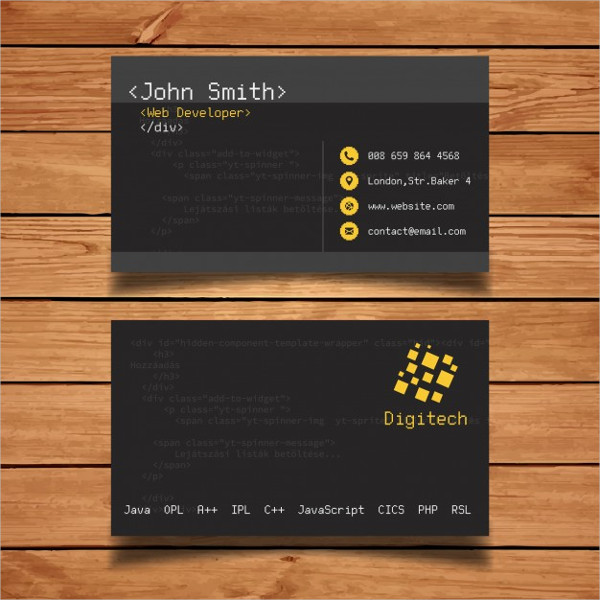 <John Smith>
<Web Developer>
</div>
</div>
<div class="add-to-widget">
<p class="yt-spinner ">
<span class="yt-spinner-img
<span class="yt-spinner-message">
Lejátszási listák betöltése...
</span>
</p>
008 659 864 4568
London,Str.Baker 4
www.website.com
contact@email.com
<div id="hidden-component-template-wrapper" class="hid"><div
<h3>
Hozzáadás
</h3>
</div>
<div class="add-to-widget">
<p class="yt-spinner ">
<span class="yt-spinner-img yt-sprite
<span class="yt-spinner-message">
Lejátszási listák betöltése...
</span>
</p>
</div>
Digitech
Java OPL A++ IPL C++ JavaScript CICS PHP RSL